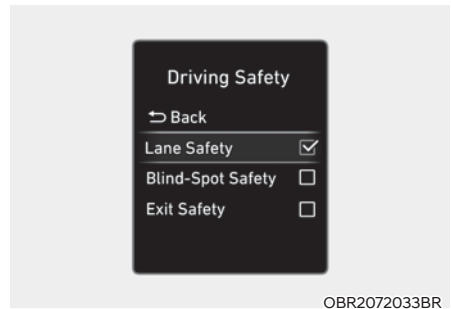 Driving Safety
⮌ Back
Lane Safety ☑
Blind-Spot Safety ☐
Exit Safety ☐
OBR2072033BR